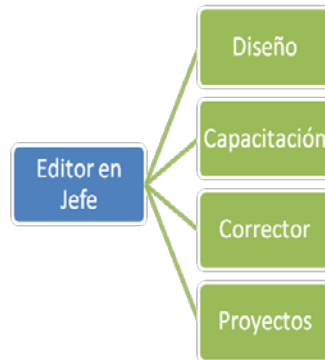 Editor en
Jefe
Diseño
Capacitación
Corrector
Proyectos